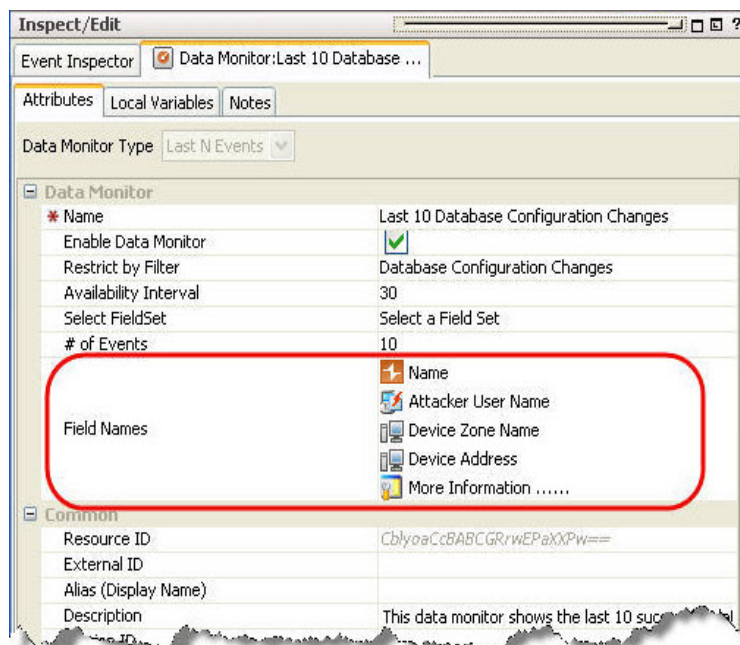 Inspect/Edit ?
Event Inspector Data Monitor:Last 10 Database ...
Attributes Local Variables Notes
Data Monitor Type Last N Events
Data Monitor
* Name Last 10 Database Configuration Changes
Enable Data Monitor
Restrict by Filter Database Configuration Changes
Availability Interval 30
Select FieldSet Select a Field Set
# of Events 10
Field Names
Name
Attacker User Name
Device Zone Name
Device Address
More Information ......
Common
Resource ID CblyoaCcBABCGRrwEPaXXPw==
External ID
Alias (Display Name)
Description This data monitor shows the last 10
ID